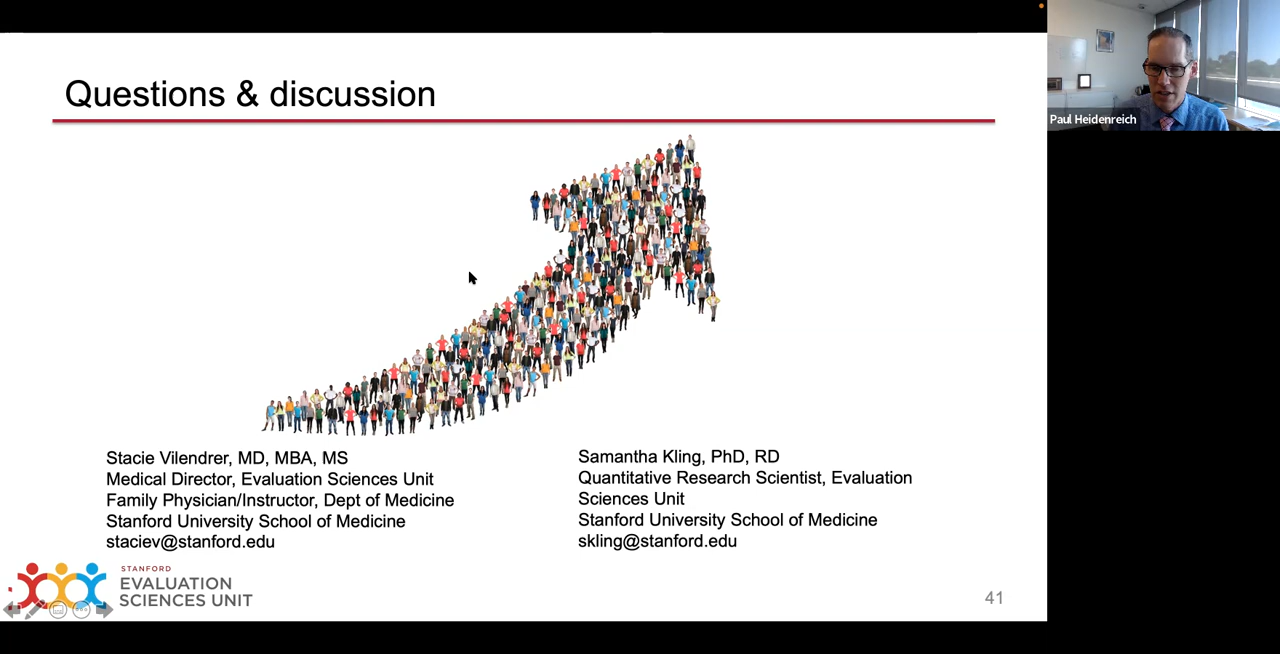 Questions & discussion
Paul Heidenreich
Stacie Vilendrer, MD, MBA, MS
Medical Director, Evaluation Sciences Unit
Family Physician/Instructor, Dept of Medicine
Stanford University School of Medicine
staciev@stanford.edu
Samantha Kling, PhD, RD
Quantitative Research Scientist, Evaluation
Sciences Unit
Stanford University School of Medicine
skling@stanford.edu
STANFORD
EVALUATION
SCIENCES UNIT
41